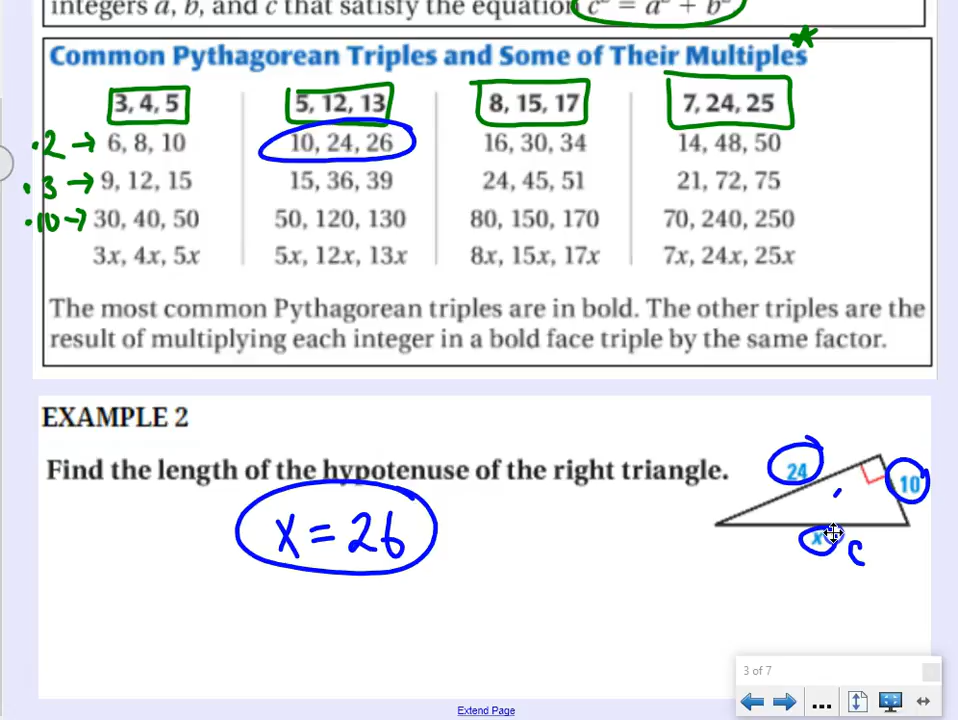 integers a, b, and c that satisfy the equation c² = a² + b²
Common Pythagorean Triples and Some of Their Multiples *
3, 4, 5 5, 12, 13 8, 15, 17 7, 24, 25
·2 → 6, 8, 10 10, 24, 26 16, 30, 34 14, 48, 50
·3 → 9, 12, 15 15, 36, 39 24, 45, 51 21, 72, 75
·10 → 30, 40, 50 50, 120, 130 80, 150, 170 70, 240, 250
3x, 4x, 5x 5x, 12x, 13x 8x, 15x, 17x 7x, 24x, 25x
The most common Pythagorean triples are in bold. The other triples are the
result of multiplying each integer in a bold face triple by the same factor.
EXAMPLE 2
Find the length of the hypotenuse of the right triangle.
24
10
x = 26
x c
3 of 7
...
Extend Page